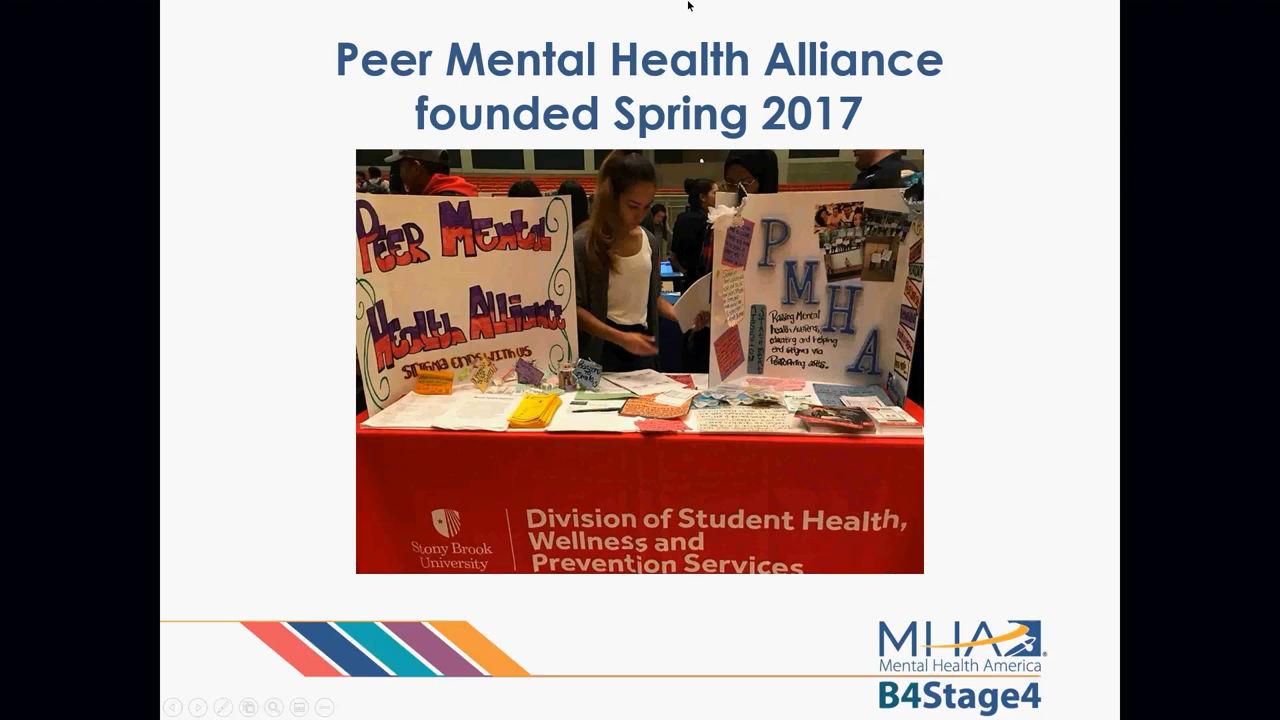 Peer Mental Health Alliance
founded Spring 2017
PEER MENTAL
HEALTH ALLIANCE
STIGMA ENDS WITH US
P
M
H
A
Raising Mental
health
educating and helping
end stigma via
Performing arts.
Stony Brook
University
Division of Student Health,
Wellness and
Prevention Services
MHA
Mental Health America
B4Stage4